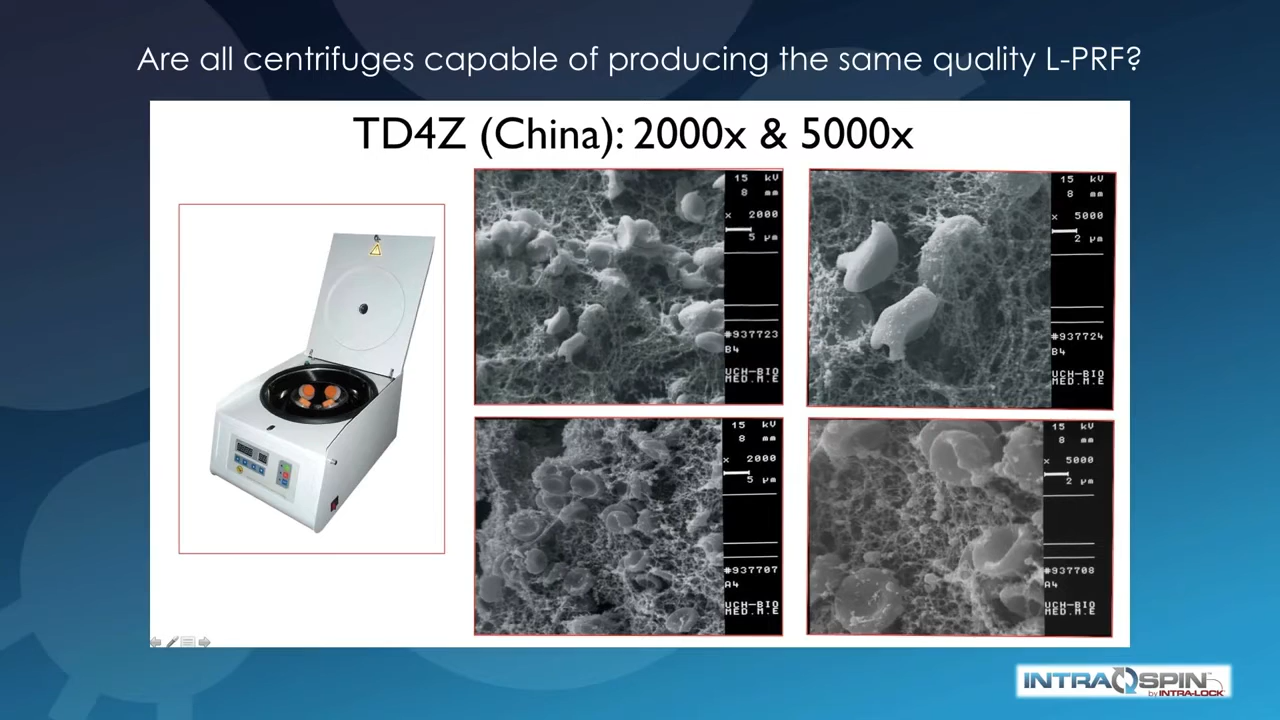 Are all centrifuges capable of producing the same quality L-PRF?
TD4Z (China): 2000x & 5000x
15 kV
8 mm
x 2000
5 µm
#937723
B4
UCH-BIO
MED.M.E
15 kV
8 mm
x 5000
2 µm
#937724
B4
UCH-BIO
MED.M.E
15 kV
8 mm
x 2000
5 µm
#937707
A4
UCH-BIO
MED.M.E
15 kV
8 mm
x 5000
2 µm
#937708
A4
UCH-BIO
MED.M.E
INTRASPIN
by INTRA-LOCK